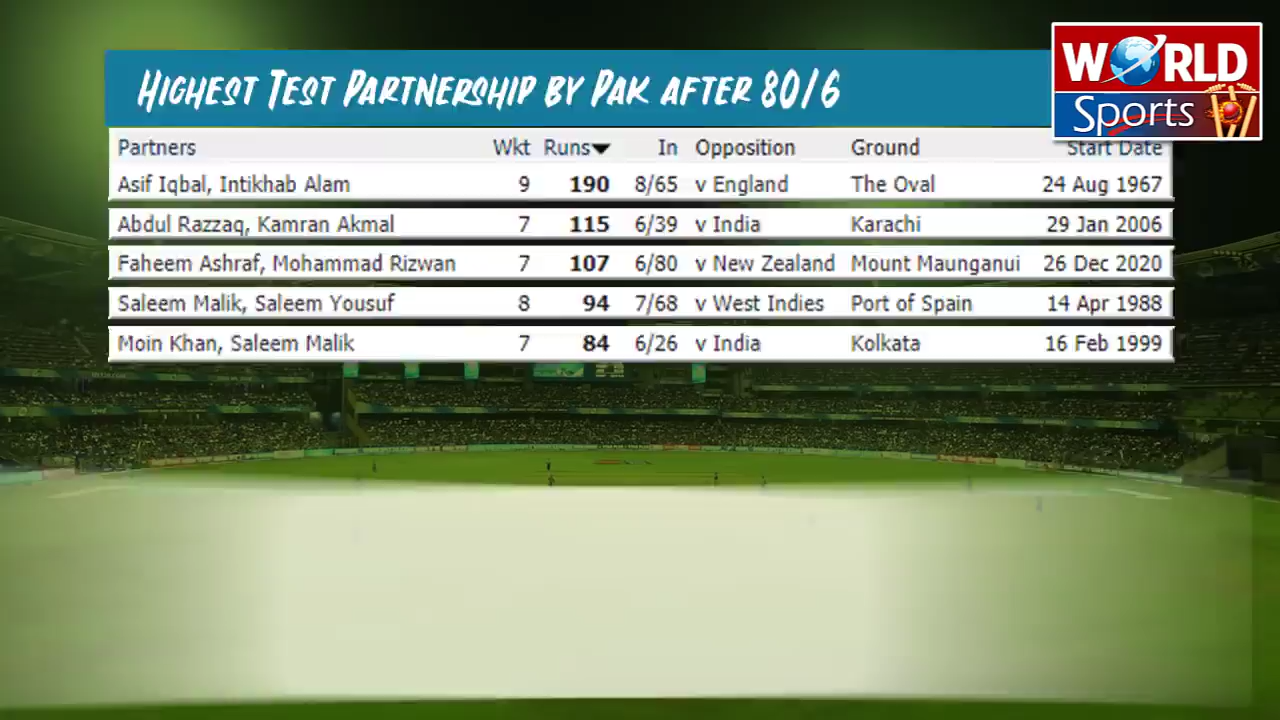 WORLD
Sports
Highest Test Partnership by Pak after 80/6
Partners Wkt Runs In Opposition Ground Start Date
Asif Iqbal, Intikhab Alam 9 190 8/65 v England The Oval 24 Aug 1967
Abdul Razzaq, Kamran Akmal 7 115 6/39 v India Karachi 29 Jan 2006
Faheem Ashraf, Mohammad Rizwan 7 107 6/80 v New Zealand Mount Maunganui 26 Dec 2020
Saleem Malik, Saleem Yousuf 8 94 7/68 v West Indies Port of Spain 14 Apr 1988
Moin Khan, Saleem Malik 7 84 6/26 v India Kolkata 16 Feb 1999